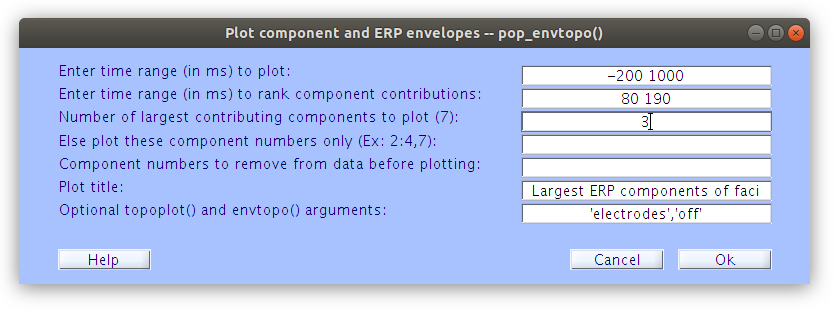 Plot component and ERP envelopes -- pop_envtopo()
Enter time range (in ms) to plot: -200 1000
Enter time range (in ms) to rank component contributions: 80 190
Number of largest contributing components to plot (7): 3
Else plot these component numbers only (Ex: 2:4,7):
Component numbers to remove from data before plotting:
Plot title: Largest ERP components of faci
Optional topoplot() and envtopo() arguments: 'electrodes','off'
Help Cancel Ok